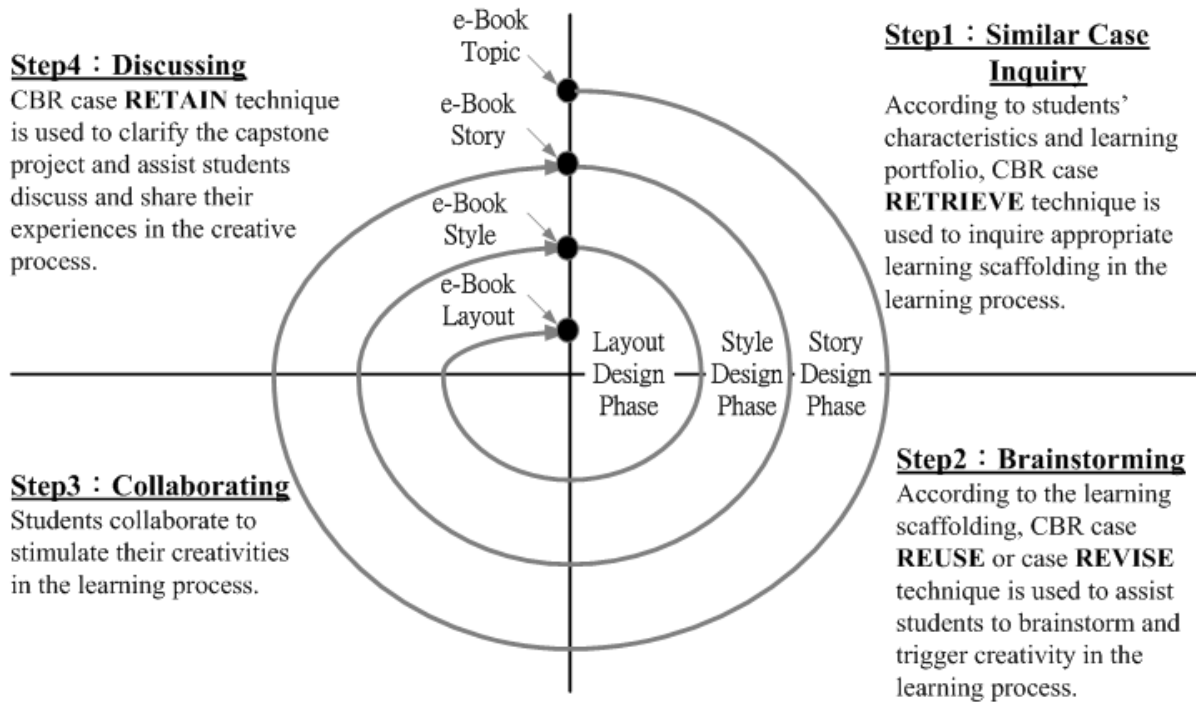 Step4：Discussing
CBR case RETAIN technique
is used to clarify the capstone
project and assist students
discuss and share their
experiences in the creative
process.
e-Book
Topic
e-Book
Story
e-Book
Style
e-Book
Layout
Step1：Similar Case
Inquiry
According to students’
characteristics and learning
portfolio, CBR case
RETRIEVE technique is
used to inquire appropriate
learning scaffolding in the
learning process.
Layout
Design
Phase
Style
Design
Phase
Story
Design
Phase
Step3：Collaborating
Students collaborate to
stimulate their creativities
in the learning process.
Step2：Brainstorming
According to the learning
scaffolding, CBR case
REUSE or case REVISE
technique is used to assist
students to brainstorm and
trigger creativity in the
learning process.